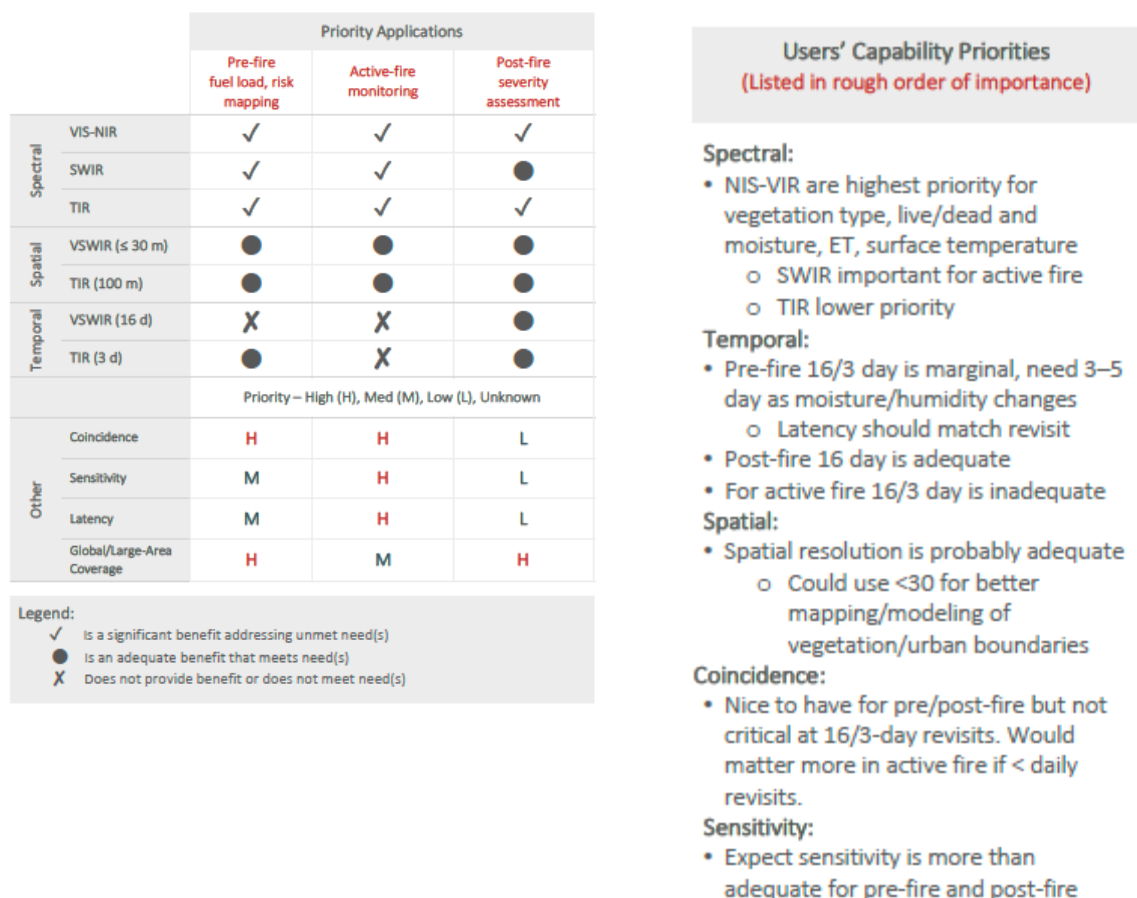 Priority Applications
Pre-fire
fuel load, risk
mapping
Active-fire
monitoring
Post-fire
severity
assessment
Spectral
VIS-NIR ✓ ✓ ✓
SWIR ✓ ✓ ●
TIR ✓ ✓ ✓
Spatial
VSWIR (≤ 30 m) ● ● ●
TIR (100 m) ● ● ●
Temporal
VSWIR (16 d) ✗ ✗ ●
TIR (3 d) ● ✗ ●
Priority – High (H), Med (M), Low (L), Unknown
Other
Coincidence H H L
Sensitivity M H L
Latency M H L
Global/Large-Area
Coverage H M H
Legend:
✓ Is a significant benefit addressing unmet need(s)
● Is an adequate benefit that meets need(s)
✗ Does not provide benefit or does not meet need(s)
Users' Capability Priorities
(Listed in rough order of importance)
Spectral:
• NIS-VIR are highest priority for
vegetation type, live/dead and
moisture, ET, surface temperature
o SWIR important for active fire
o TIR lower priority
Temporal:
• Pre-fire 16/3 day is marginal, need 3–5
day as moisture/humidity changes
o Latency should match revisit
• Post-fire 16 day is adequate
• For active fire 16/3 day is inadequate
Spatial:
• Spatial resolution is probably adequate
o Could use <30 for better
mapping/modeling of
vegetation/urban boundaries
Coincidence:
• Nice to have for pre/post-fire but not
critical at 16/3-day revisits. Would
matter more in active fire if < daily
revisits.
Sensitivity:
• Expect sensitivity is more than
adequate for pre-fire and post-fire